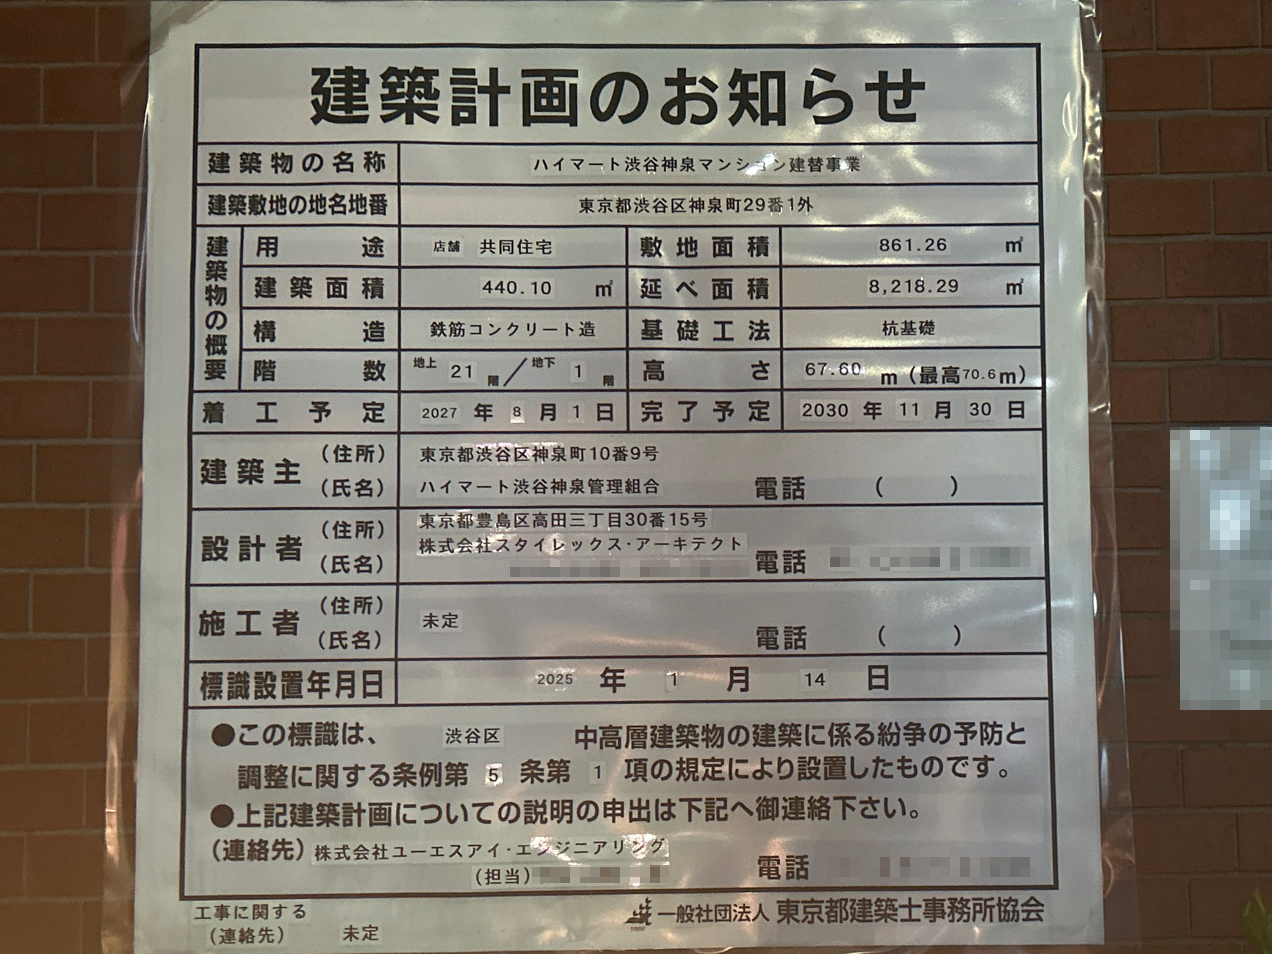 建築計画のお知らせ
建築物の名称 ハイマート渋谷神泉マンション建替事業
建築敷地の地名地番 東京都渋谷区神泉町29番1外
建築物の概要
用途 店舗 共同住宅 敷地面積 861.26 ㎡
建築面積 440.10 ㎡ 延べ面積 8,218.29 ㎡
構造 鉄筋コンクリート造 基礎工法 杭基礎
階数 地上 21 階／地下 1 階 高さ 67.60 m（最高70.6m）
着工予定 2027 年 8 月 1 日 完了予定 2030 年 11 月 30 日
建築主 （住所） 東京都渋谷区神泉町10番9号
（氏名） ハイマート渋谷神泉管理組合 電話 （ ）
設計者 （住所） 東京都豊島区高田三丁目30番15号
（氏名） 株式会社スタイレックス・アーキテクト
電話
施工者 （住所） 未定
（氏名） 電話 （ ）
標識設置年月日 2025 年 1 月 14 日
●この標識は、 渋谷区 中高層建築物の建築に係る紛争の予防と
調整に関する条例第 5 条第 1 項の規定により設置したものです。
●上記建築計画についての説明の申出は下記へ御連絡下さい。
（連絡先） 株式会社ユーエスアイ・エンジニアリング
（担当） 電話
工事に関する
（連絡先） 未定
一般社団法人 東京都建築士事務所協会